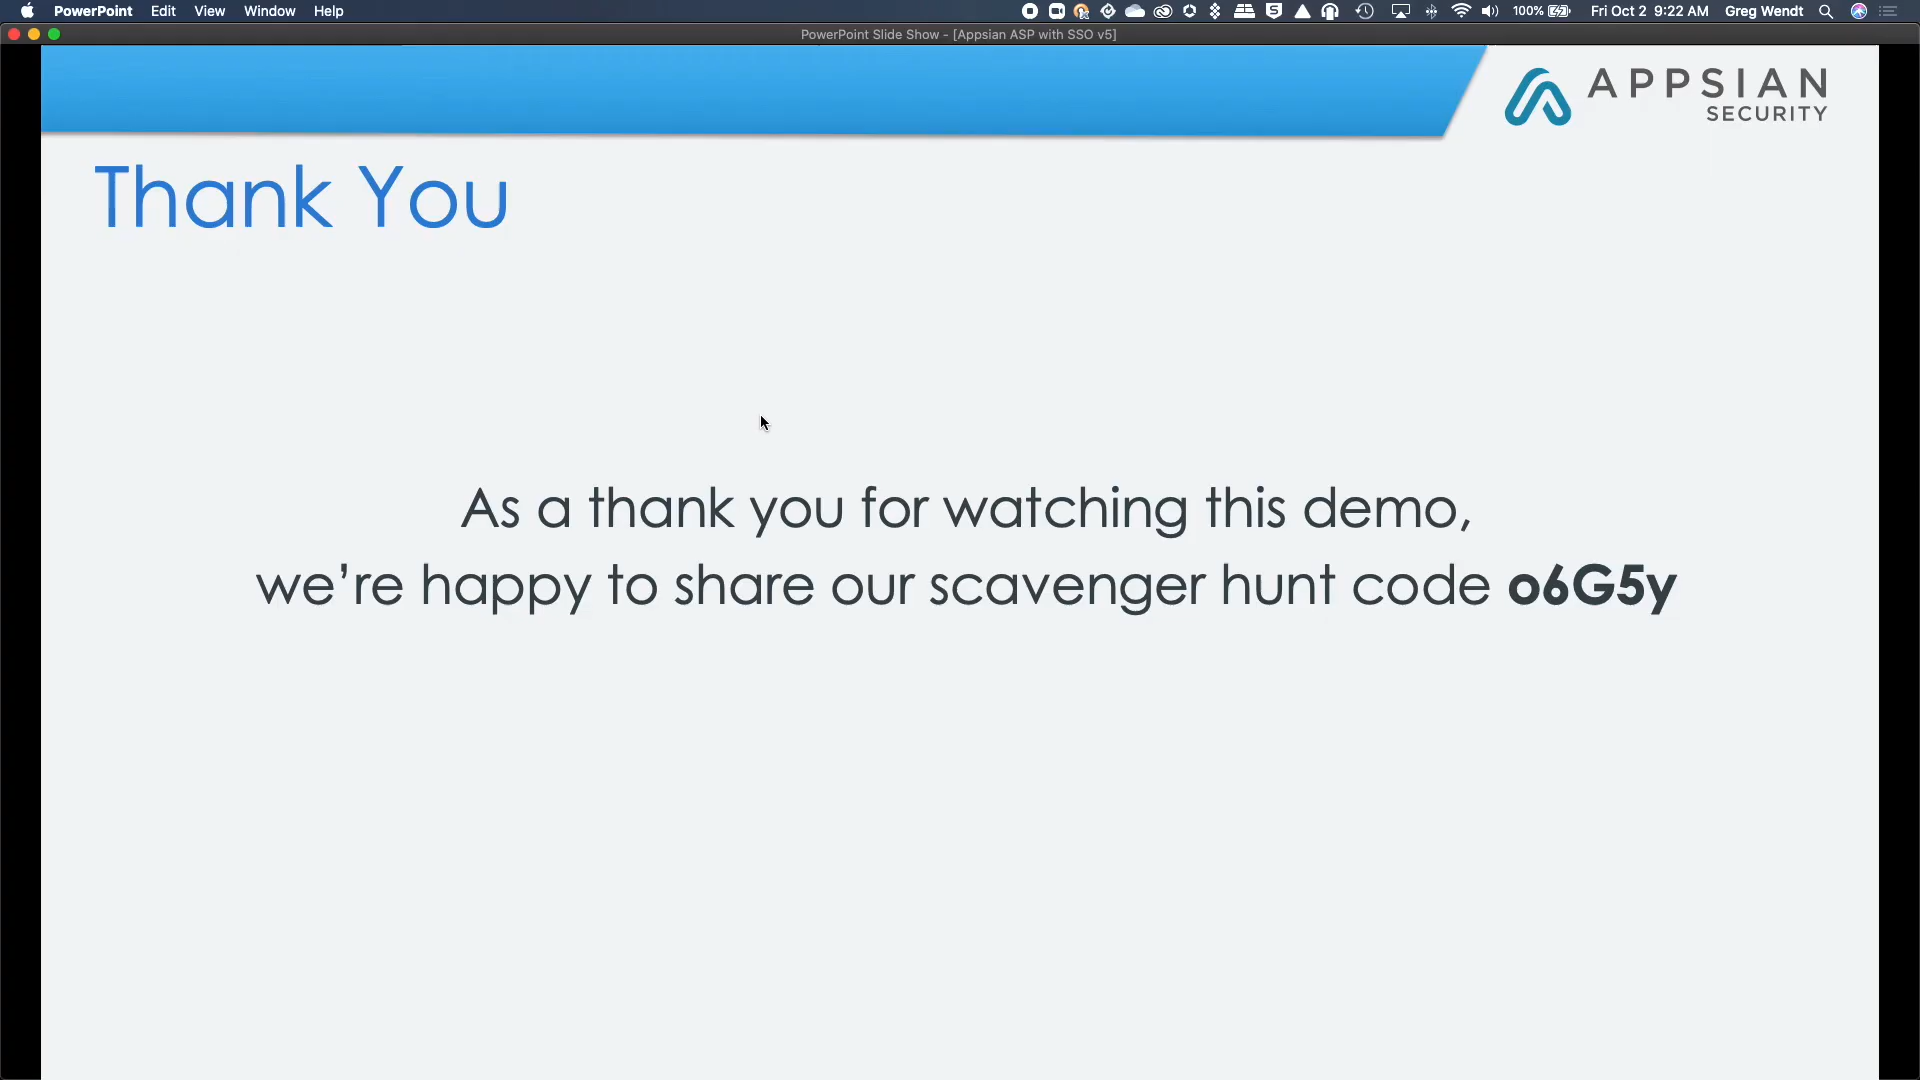 PowerPoint Edit View Window Help 100% Fri Oct 2 9:22 AM Greg Wendt
PowerPoint Slide Show - [Appsian ASP with SSO v5]
APPSIAN
SECURITY
Thank You
As a thank you for watching this demo,
we’re happy to share our scavenger hunt code o6G5y